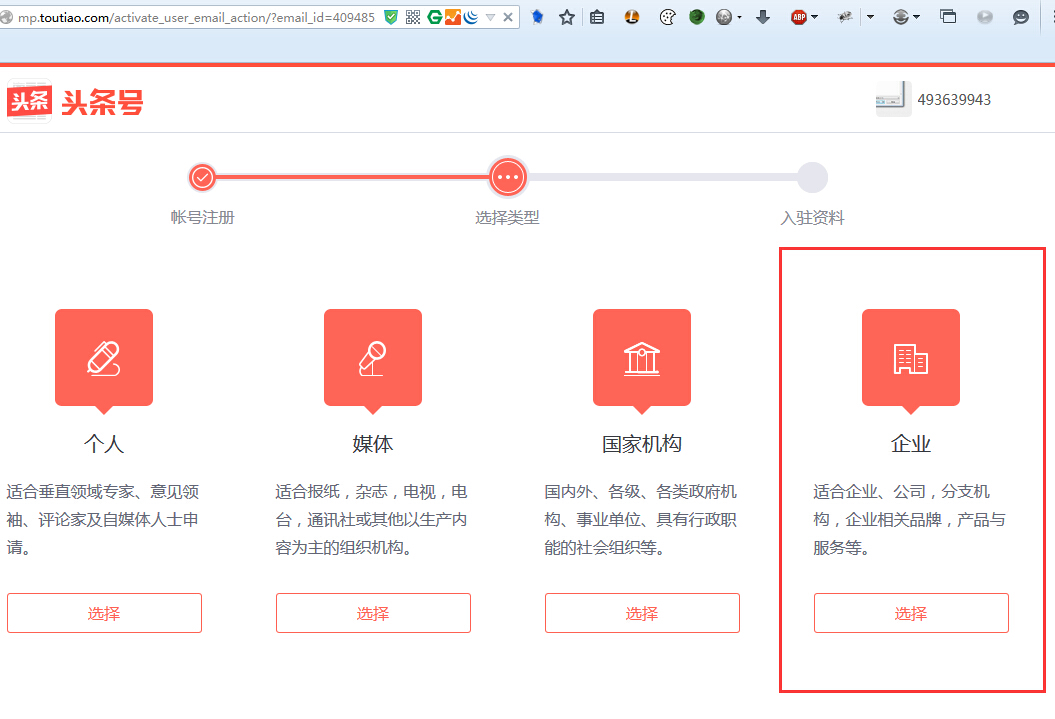 mp.toutiao.com/activate_user_email_action/?email_id=409485
ABP
头条 头条号
493639943
帐号注册
选择类型
入驻资料
个人
适合垂直领域专家、意见领
袖、评论家及自媒体人士申
请。
选择
媒体
适合报纸，杂志，电视，电
台，通讯社或其他以生产内
容为主的组织机构。
选择
国家机构
国内外、各级、各类政府机
构、事业单位、具有行政职
能的社会组织等。
选择
企业
适合企业、公司，分支机
构，企业相关品牌，产品与
服务等。
选择